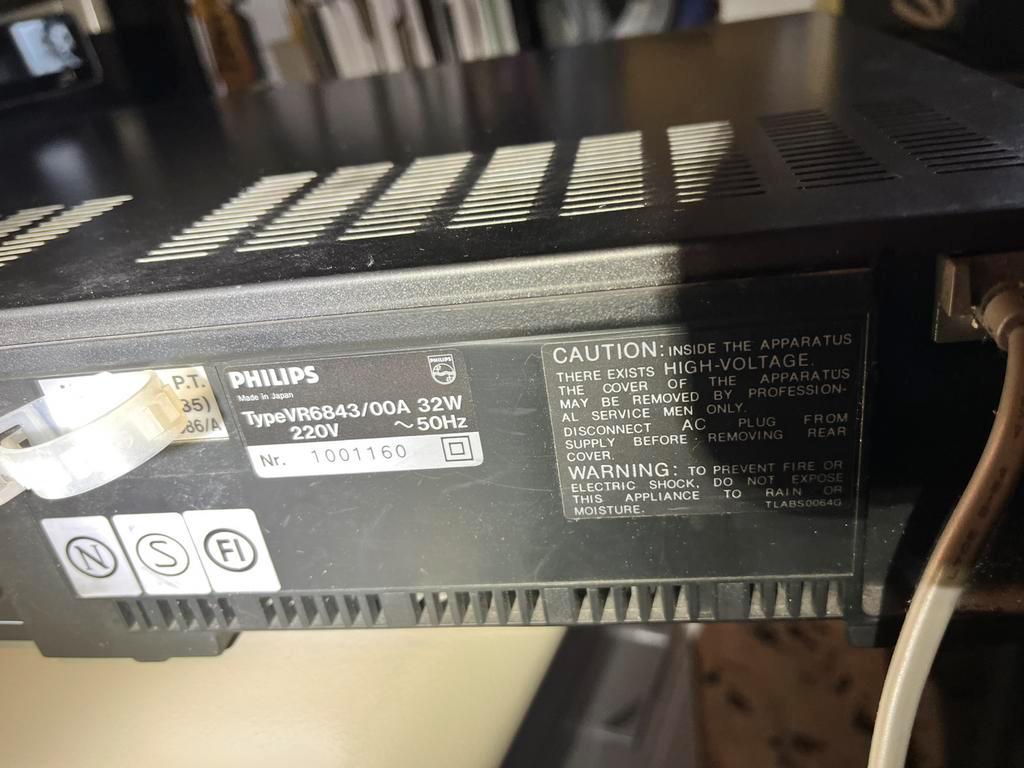 P.T.
35)
86/A
PHILIPS
PHILIPS
Made in Japan
Type VR6843/00A 32W
220V ~50Hz
Nr. 1001160
CAUTION: INSIDE THE APPARATUS
THERE EXISTS HIGH-VOLTAGE.
THE COVER OF THE APPARATUS
MAY BE REMOVED BY PROFESSION-
AL SERVICE MEN ONLY.
DISCONNECT AC PLUG FROM
SUPPLY BEFORE REMOVING REAR
COVER.
WARNING: TO PREVENT FIRE OR
ELECTRIC SHOCK, DO NOT EXPOSE
THIS APPLIANCE TO RAIN OR
MOISTURE. TLABS0064G
N S FI